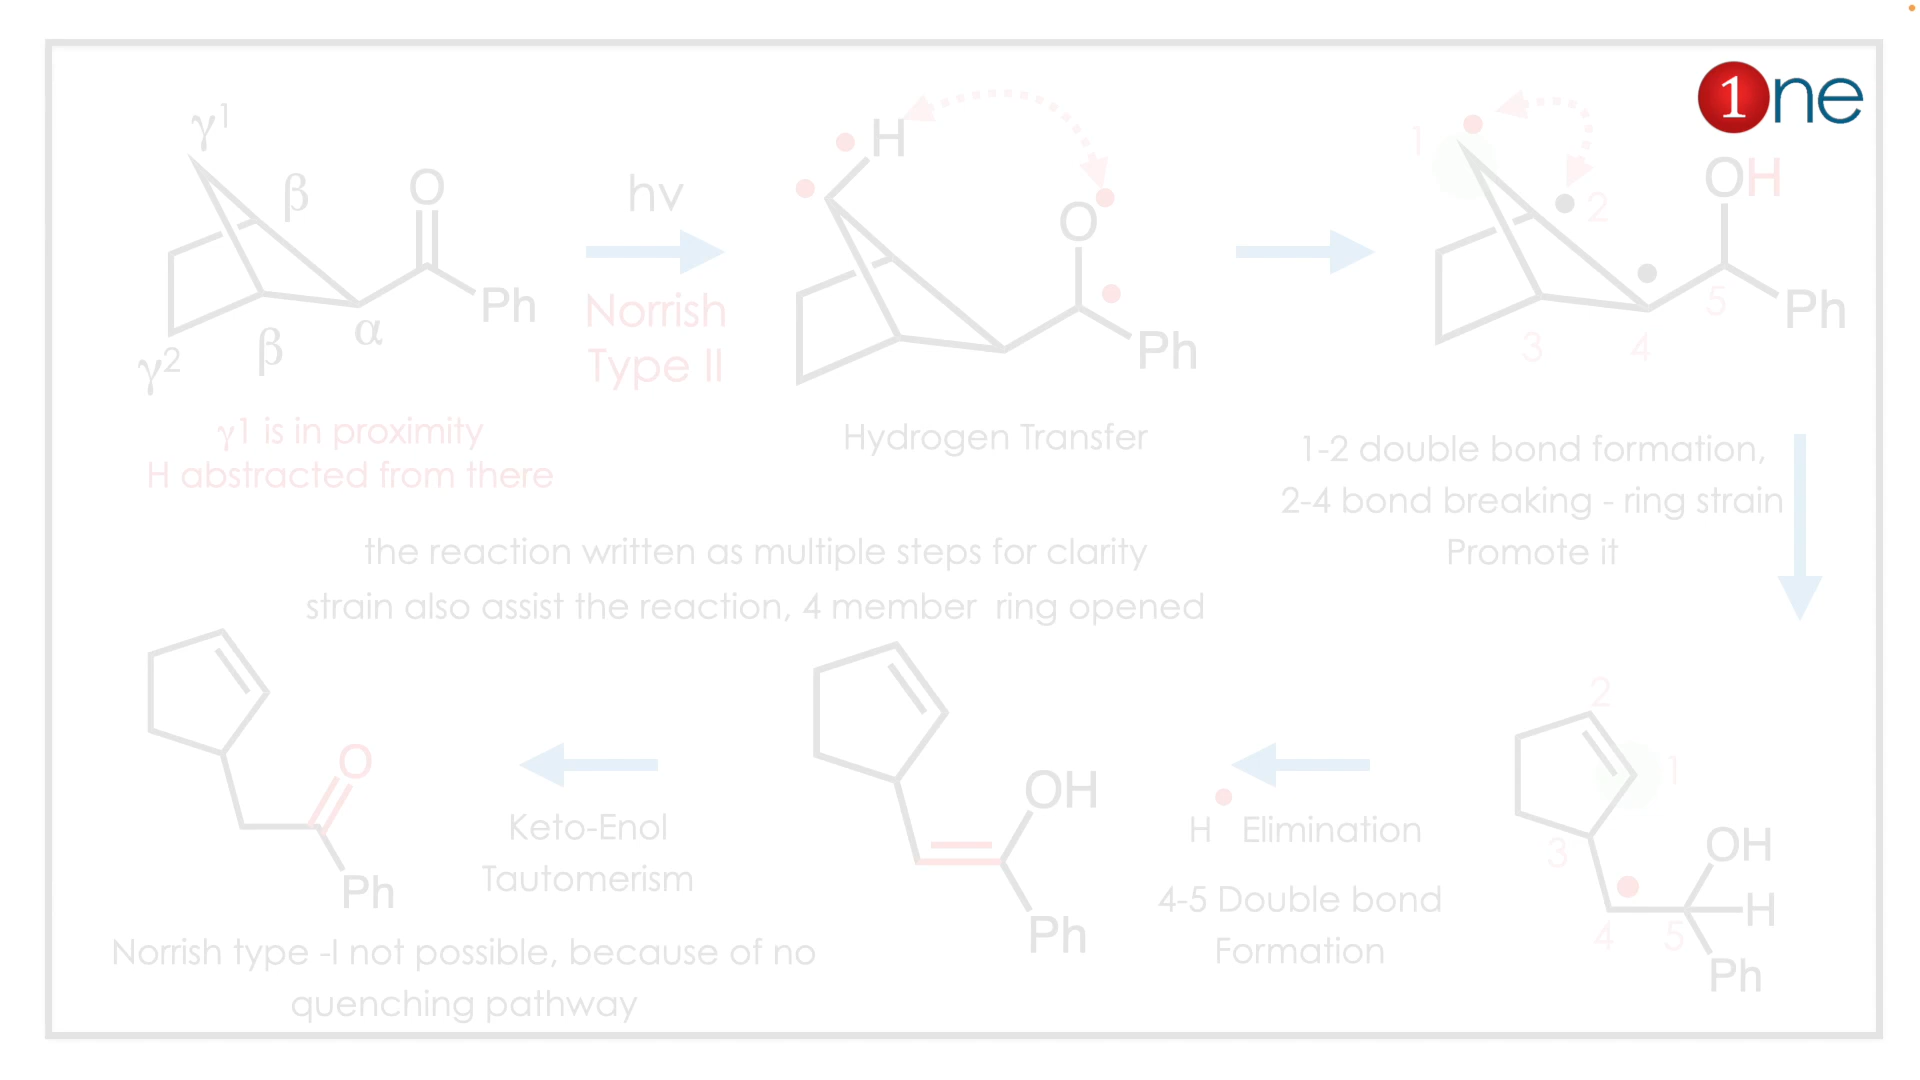 1ne
γ1
β
O
Ph
α
β
γ2
γ1 is in proximity
H abstracted from there
hν
Norrish
Type II
H
O
Ph
Hydrogen Transfer
1
2
OH
5
Ph
3
4
1-2 double bond formation,
2-4 bond breaking - ring strain
Promote it
the reaction written as multiple steps for clarity
strain also assist the reaction, 4 member ring opened
2
1
3
OH
H
4
5
Ph
H Elimination
4-5 Double bond
Formation
OH
Ph
Keto-Enol
Tautomerism
O
Ph
Norrish type -I not possible, because of no
quenching pathway